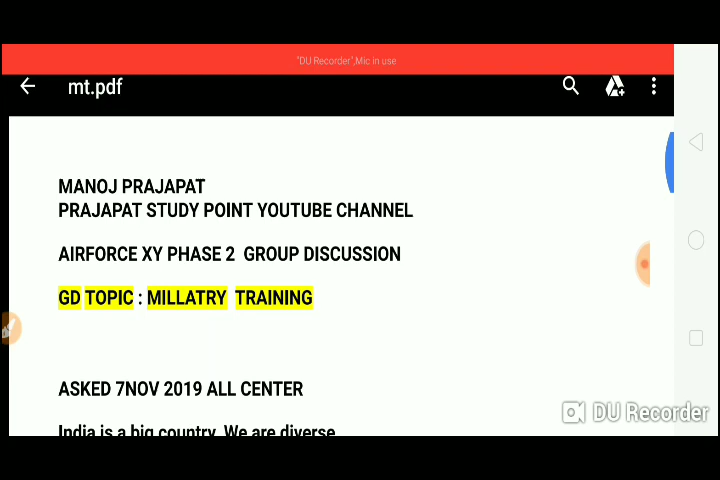 "DU Recorder",Mic in use
mt.pdf
MANOJ PRAJAPAT
PRAJAPAT STUDY POINT YOUTUBE CHANNEL
AIRFORCE XY PHASE 2 GROUP DISCUSSION
GD TOPIC : MILLATRY TRAINING
ASKED 7NOV 2019 ALL CENTER
DU Recorder
India is a big country. We are diverse